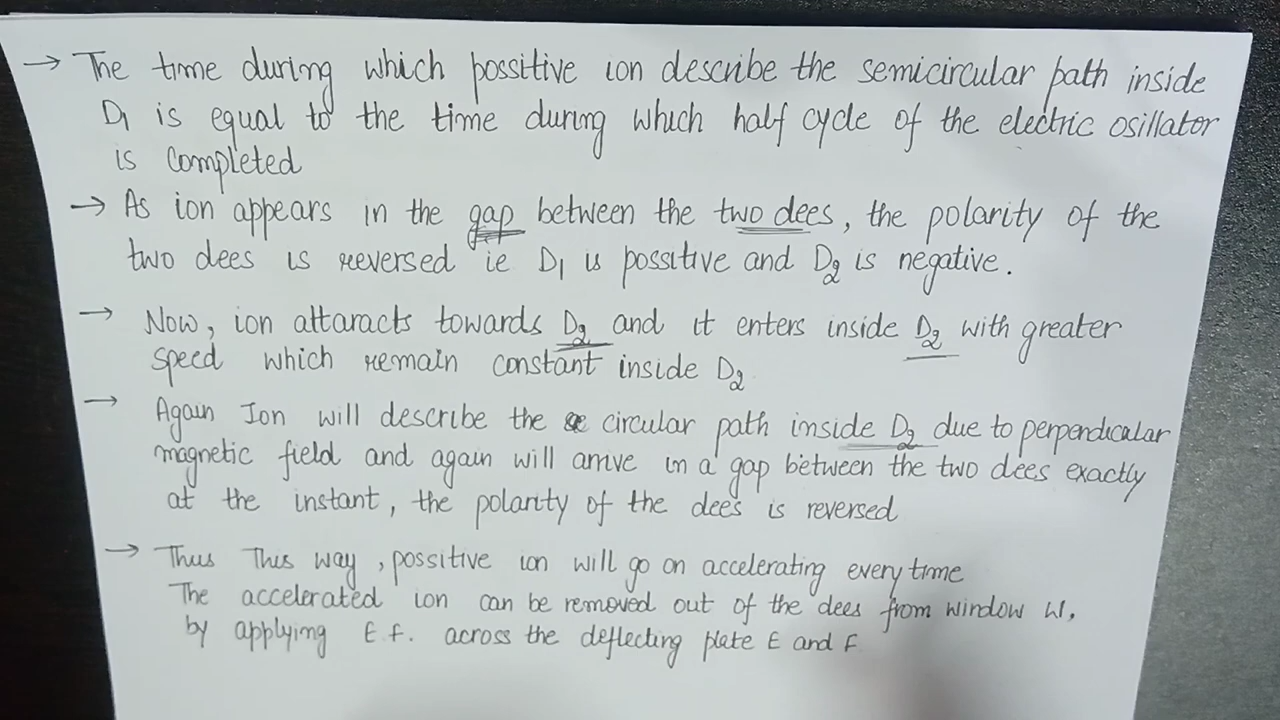 → The time during which possitive ion describe the semicircular path inside
D1 is equal to the time during which half cycle of the electric osillator
is completed
→ As ion appears in the gap between the two dees, the polarity of the
two dees is reeversed ie D1 is possitive and D2 is negative.
→ Now, ion attaracts towards D2 and it enters inside D2 with greater
speed which remain constant inside D2
→ Again Ion will describe the circular path inside D2 due to perpendicular
magnetic field and again will arrive in a gap between the two dees exactly
at the instant, the polarity of the dees is reversed
→ Thus This way, possitive ion will go on accelerating every time
The accelerated ion can be removed out of the dees from window W,
by applying E.f. across the deflecting plate E and F